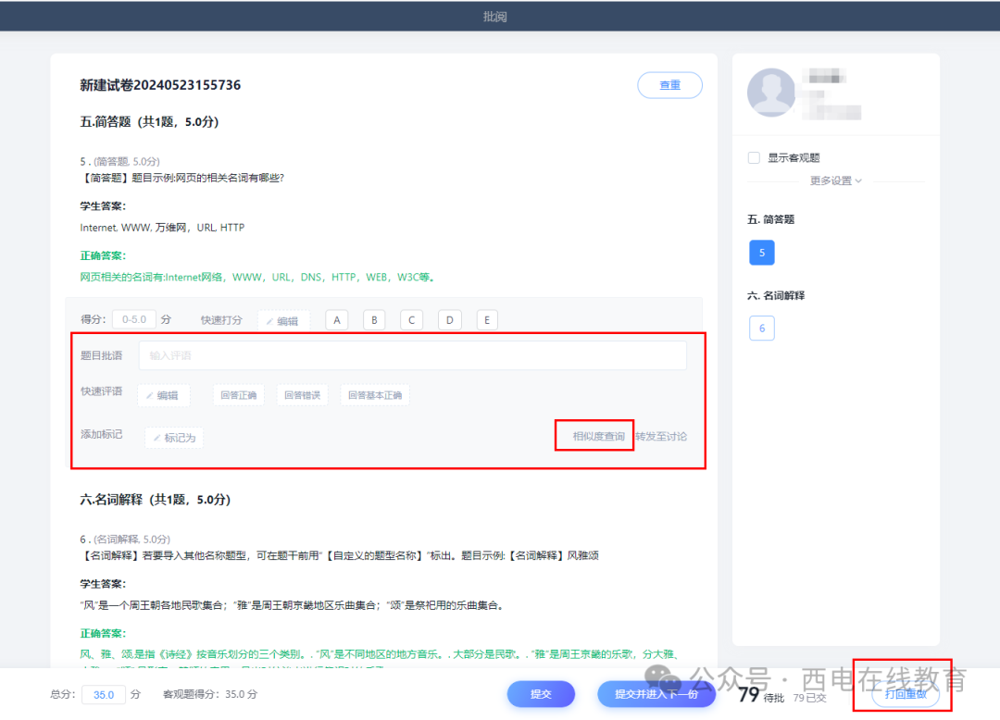 批阅
新建试卷20240523155736
查重
五.简答题（共1题，5.0分）
5 . (简答题, 5.0分)
【简答题】题目示例:网页的相关名词有哪些?
学生答案：
Internet, WWW, 万维网，URL, HTTP
正确答案：
网页相关的名词有:Internet网络，WWW，URL，DNS，HTTP，WEB，W3C等。
得分： 0-5.0 分 快速打分 编辑 A B C D E
题目批语 输入评语
快速评语 编辑 回答正确 回答错误 回答基本正确
添加标记 标记为 相似度查询 转发至讨论
六.名词解释（共1题，5.0分）
6 . (名词解释, 5.0分)
【名词解释】若要导入其他名称题型，可在题干前用“【自定义的题型名称】”标出。题目示例:【名词解释】风雅颂
学生答案：
“风”是一个周王朝各地民歌集合；“雅”是周王朝京畿地区乐曲集合；“颂”是祭祀用的乐曲集合。
正确答案：
风、雅、颂,是指《诗经》按音乐划分的三个类别。. “风”是不同地区的地方音乐。. 大部分是民歌。. “雅”是周王京畿的乐歌，分大雅、
显示客观题
更多设置
五. 简答题
5
六. 名词解释
6
总分： 35.0 分 客观题得分：35.0 分
提交
提交并进入下一份
79 待批 79 已交
打回重做
公众号 · 西电在线教育